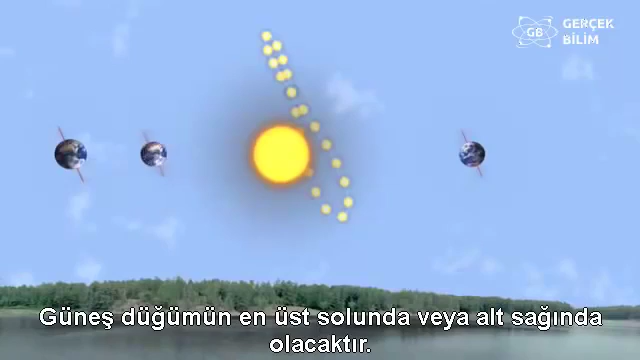 GB
GERÇEK
BİLİM
Güneş düğümün en üst solunda veya alt sağında
olacaktır.